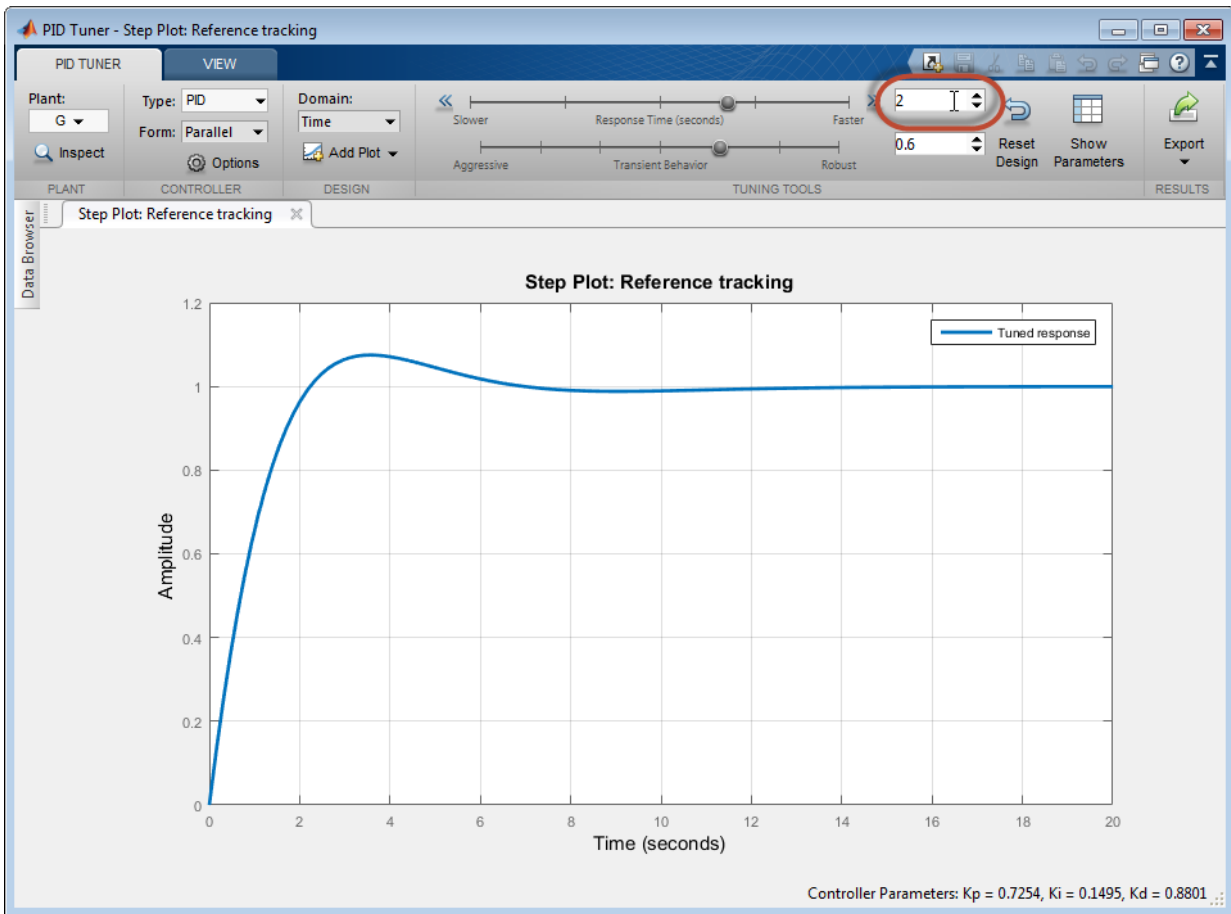 PID Tuner - Step Plot: Reference tracking
PID TUNER
VIEW
Plant:
G
Inspect
PLANT
Type: PID
Form: Parallel
Options
CONTROLLER
Domain:
Time
Add Plot
DESIGN
Slower Response Time (seconds) Faster
2
Aggressive Transient Behavior Robust
0.6
Reset
Design
Show
Parameters
TUNING TOOLS
Export
RESULTS
Data Browser
Step Plot: Reference tracking
Step Plot: Reference tracking
Tuned response
1.2
1
0.8
0.6
0.4
0.2
0
Amplitude
0 2 4 6 8 10 12 14 16 18 20
Time (seconds)
Controller Parameters: Kp = 0.7254, Ki = 0.1495, Kd = 0.8801